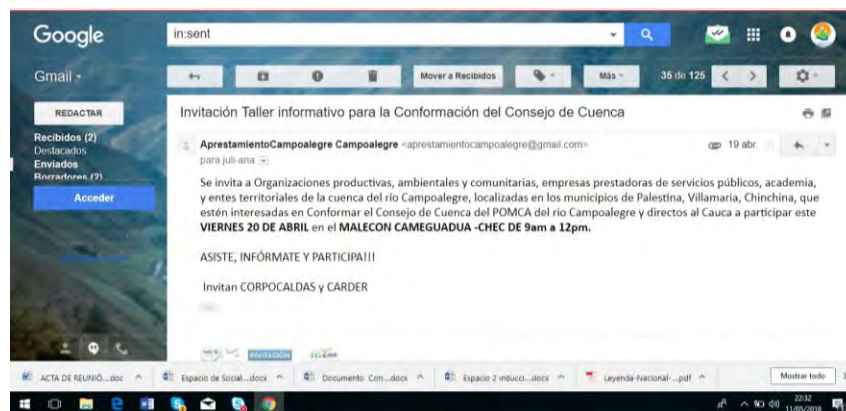 Google
in:sent
Gmail
Mover a Recibidos
Más
35 de 125
REDACTAR
Invitación Taller informativo para la Conformación del Consejo de Cuenca
Recibidos (2)
Destacados
Enviados
Borradores (2)
Acceder
AprestamientoCampoalegre Campoalegre <aprestamientocampoalegre@gmail.com>
19 abr.
para juli-ana
Se invita a Organizaciones productivas, ambientales y comunitarias, empresas prestadoras de servicios públicos, academia,
y entes territoriales de la cuenca del río Campoalegre, localizadas en los municipios de Palestina, Villamaria, Chinchina, que
estén interesadas en Conformar el Consejo de Cuenca del POMCA del rio Campoalegre y directos al Cauca a participar este
VIERNES 20 DE ABRIL en el MALECON CAMEGUADUA -CHEC DE 9am a 12pm.
ASISTE, INFÓRMATE Y PARTICIPA!!!
Invitan CORPOCALDAS y CARDER
INVITACIÓN
ACTA DE REUNIÓ....doc
Espacio de Social....docx
Documento Con....docx
Espacio 2 inducci....docx
Leyenda-Nacional-....pdf
Mostrar todo
22:32
11/05/2018